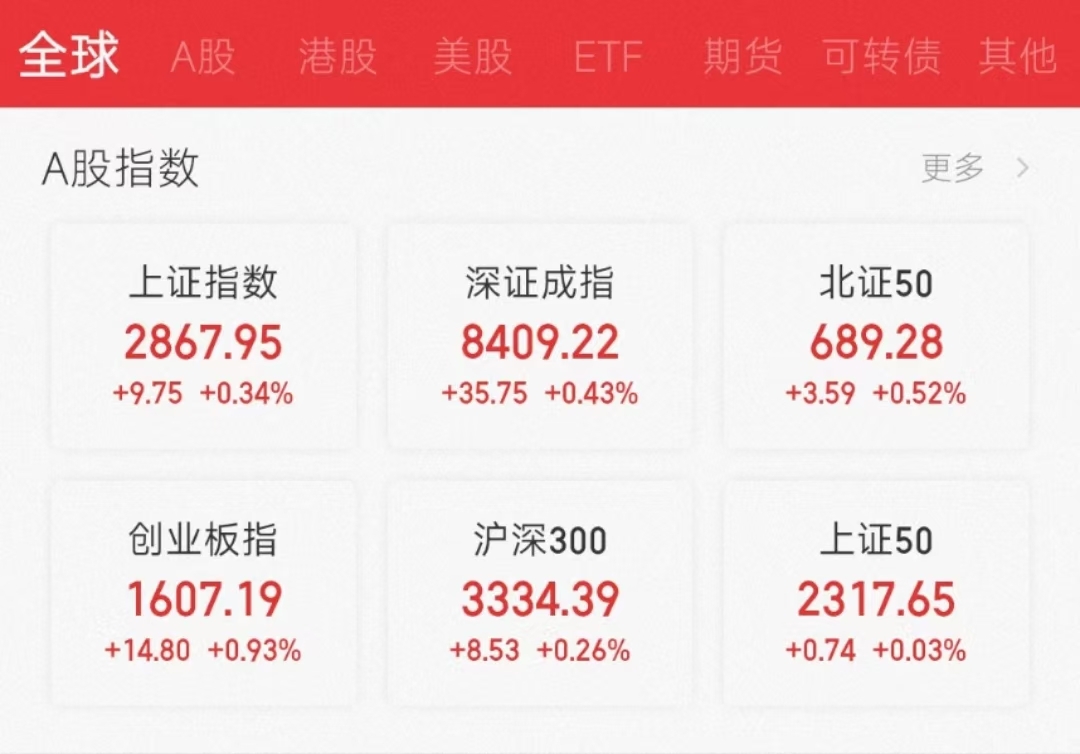 全球 A股 港股 美股 ETF 期货 可转债 其他
A股指数 更多 >
上证指数 深证成指 北证50
2867.95 8409.22 689.28
+9.75 +0.34% +35.75 +0.43% +3.59 +0.52%
创业板指 沪深300 上证50
1607.19 3334.39 2317.65
+14.80 +0.93% +8.53 +0.26% +0.74 +0.03%